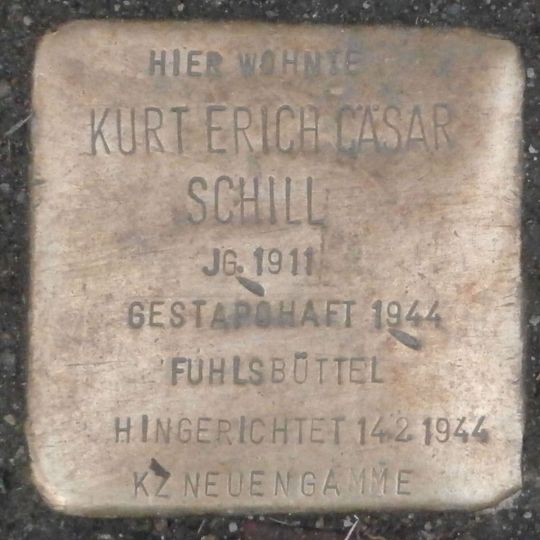 HIER WOHNTE
KURT ERICH CÄSAR
SCHILL
JG. 1911
GESTAPOHAFT 1944
FUHLSBÜTTEL
HINGERICHTET 14.2.1944
KZ NEUENGAMME